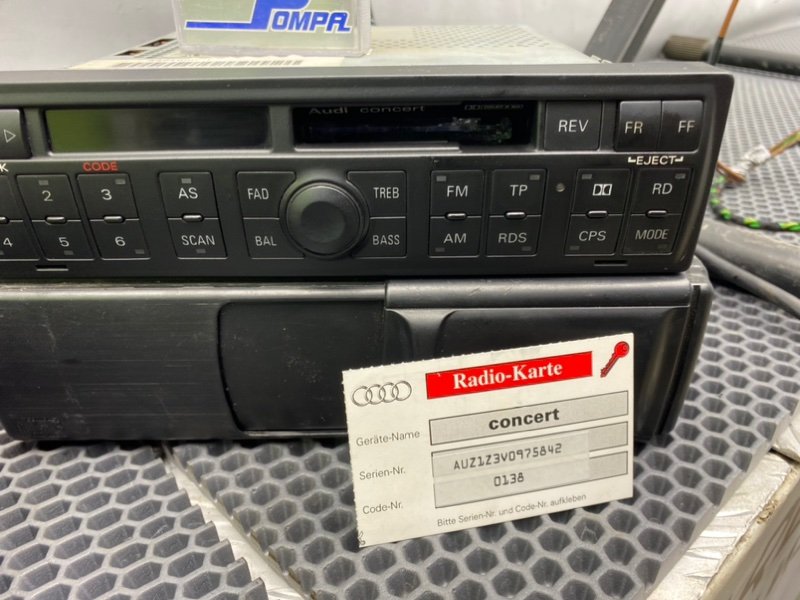 POMPA
Audi concert
REV
FR
FF
CODE
EJECT
2
3
AS
FAD
TREB
FM
TP
RD
4
5
6
SCAN
BAL
BASS
AM
RDS
CPS
MODE
Radio-Karte
Geräte-Name
concert
Serien-Nr.
AUZ1Z3V0975842
Code-Nr.
0138
Bitte Serien-Nr. und Code-Nr. aufkleben